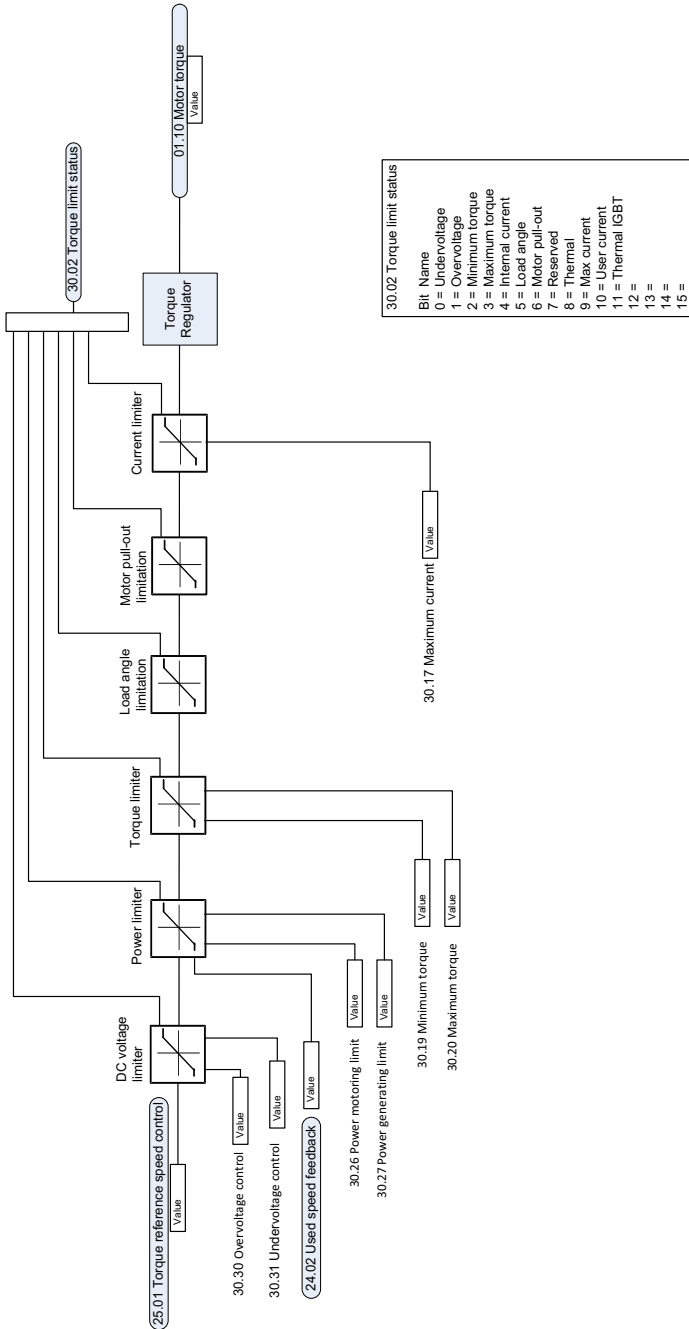 25.01 Torque reference speed control
Value
DC voltage
limiter
Power limiter
Torque limiter
Load angle
limitation
Motor pull-out
limitation
Current limiter
Torque
Regulator
30.02 Torque limit status
01.10 Motor torque
Value
30.30 Overvoltage control
Value
30.31 Undervoltage control
Value
24.02 Used speed feedback
Value
30.26 Power motoring limit
Value
30.27 Power generating limit
Value
30.19 Minimum torque
Value
30.20 Maximum torque
Value
30.17 Maximum current
Value
30.02 Torque limit status
Bit Name
0 = Undervoltage
1 = Overvoltage
2 = Minimum torque
3 = Maximum torque
4 = Internal current
5 = Load angle
6 = Motor pull-out
7 = Reserved
8 = Thermal
9 = Max current
10 = User current
11 = Thermal IGBT
12 =
13 =
14 =
15 =